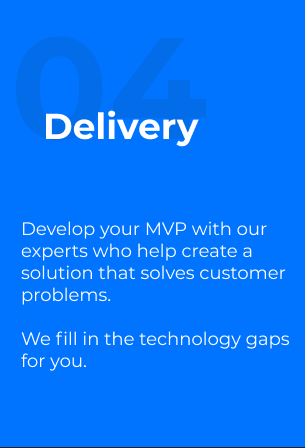 04
Delivery
Develop your MVP with our
experts who help create a
solution that solves customer
problems.
We fill in the technology gaps
for you.